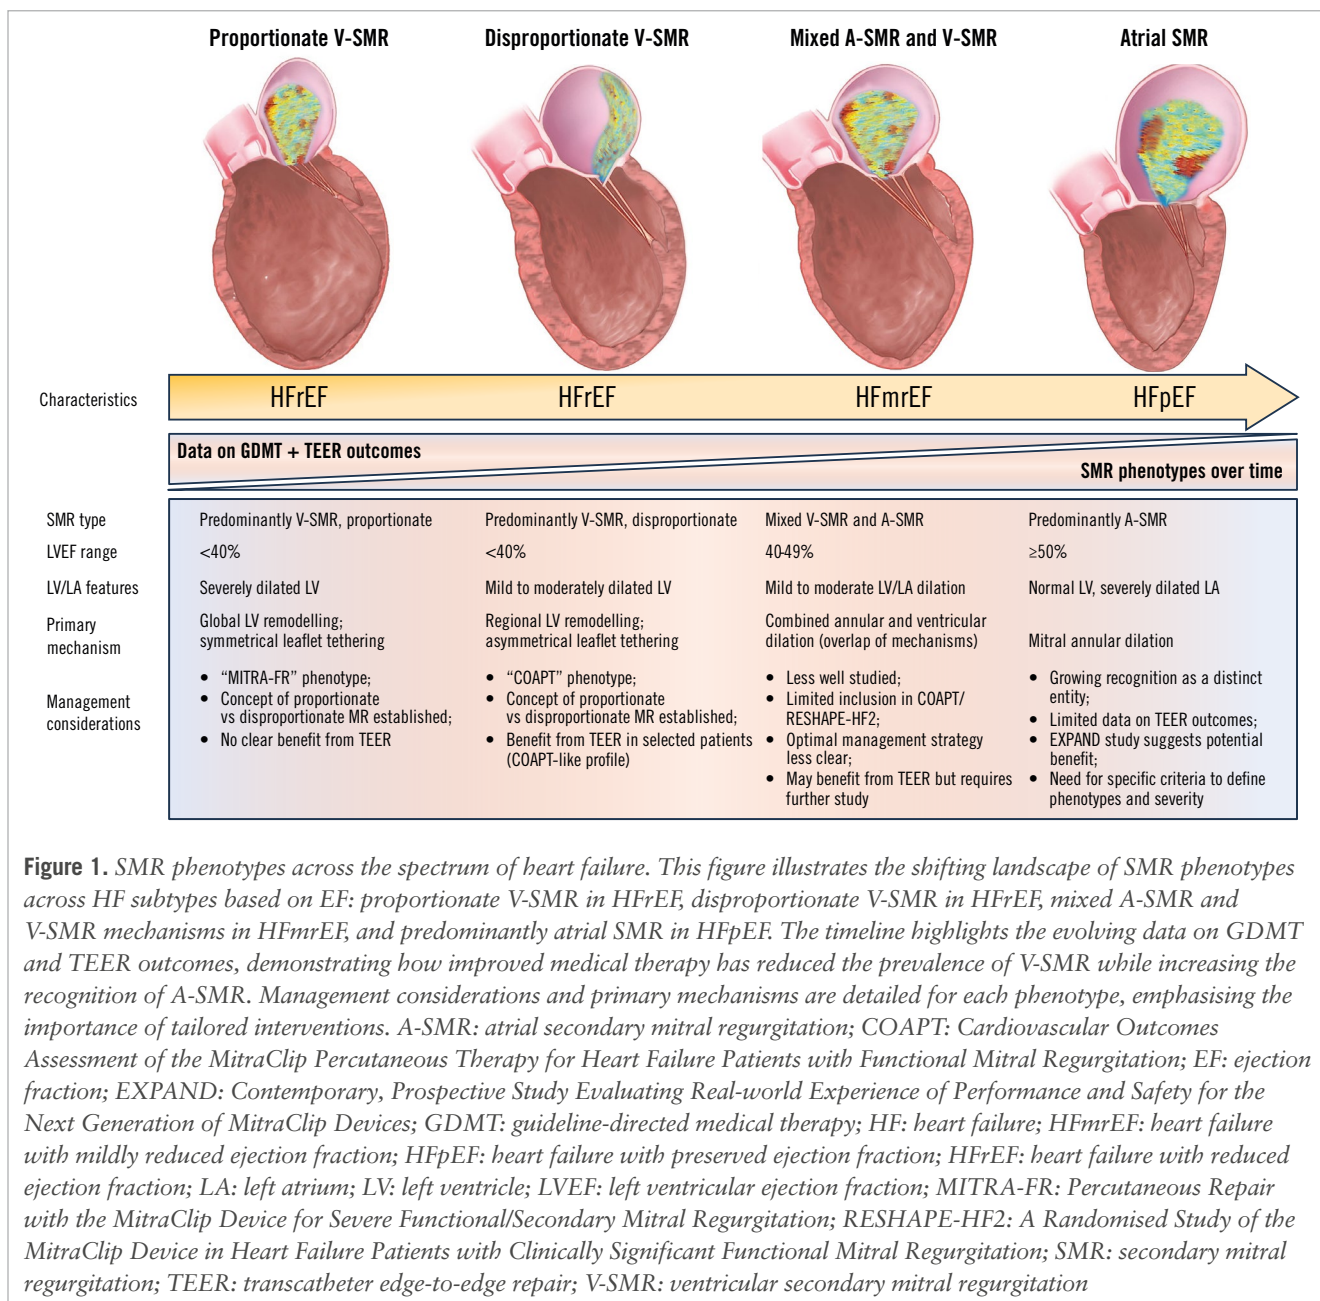 Proportionate V-SMR
Disproportionate V-SMR
Mixed A-SMR and V-SMR
Atrial SMR
Characteristics
HFrEF
HFrEF
HFmrEF
HFpEF
Data on GDMT + TEER outcomes
SMR phenotypes over time
SMR type
Predominantly V-SMR, proportionate
Predominantly V-SMR, disproportionate
Mixed V-SMR and A-SMR
Predominantly A-SMR
LVEF range
<40%
<40%
40-49%
≥50%
LV/LA features
Severely dilated LV
Mild to moderately dilated LV
Mild to moderate LV/LA dilation
Normal LV, severely dilated LA
Primary
mechanism
Global LV remodelling;
symmetrical leaflet tethering
Regional LV remodelling;
asymmetrical leaflet tethering
Combined annular and ventricular
dilation (overlap of mechanisms)
Mitral annular dilation
Management
considerations
• “MITRA-FR” phenotype;
• Concept of proportionate
vs disproportionate MR established;
• No clear benefit from TEER
• “COAPT” phenotype;
• Concept of proportionate
vs disproportionate MR established;
• Benefit from TEER in selected patients
(COAPT-like profile)
• Less well studied;
• Limited inclusion in COAPT/
RESHAPE-HF2;
• Optimal management strategy
less clear;
• May benefit from TEER but requires
further study
• Growing recognition as a distinct
entity;
• Limited data on TEER outcomes;
• EXPAND study suggests potential
benefit;
• Need for specific criteria to define
phenotypes and severity
Figure 1. SMR phenotypes across the spectrum of heart failure. This figure illustrates the shifting landscape of SMR phenotypes
across HF subtypes based on EF: proportionate V-SMR in HFrEF, disproportionate V-SMR in HFrEF, mixed A-SMR and
V-SMR mechanisms in HFmrEF, and predominantly atrial SMR in HFpEF. The timeline highlights the evolving data on GDMT
and TEER outcomes, demonstrating how improved medical therapy has reduced the prevalence of V-SMR while increasing the
recognition of A-SMR. Management considerations and primary mechanisms are detailed for each phenotype, emphasising the
importance of tailored interventions. A-SMR: atrial secondary mitral regurgitation; COAPT: Cardiovascular Outcomes
Assessment of the MitraClip Percutaneous Therapy for Heart Failure Patients with Functional Mitral Regurgitation; EF: ejection
fraction; EXPAND: Contemporary, Prospective Study Evaluating Real-world Experience of Performance and Safety for the
Next Generation of MitraClip Devices; GDMT: guideline-directed medical therapy; HF: heart failure; HFmrEF: heart failure
with mildly reduced ejection fraction; HFpEF: heart failure with preserved ejection fraction; HFrEF: heart failure with reduced
ejection fraction; LA: left atrium; LV: left ventricle; LVEF: left ventricular ejection fraction; MITRA-FR: Percutaneous Repair
with the MitraClip Device for Severe Functional/Secondary Mitral Regurgitation; RESHAPE-HF2: A Randomised Study of the
MitraClip Device in Heart Failure Patients with Clinically Significant Functional Mitral Regurgitation; SMR: secondary mitral
regurgitation; TEER: transcatheter edge-to-edge repair; V-SMR: ventricular secondary mitral regurgitation